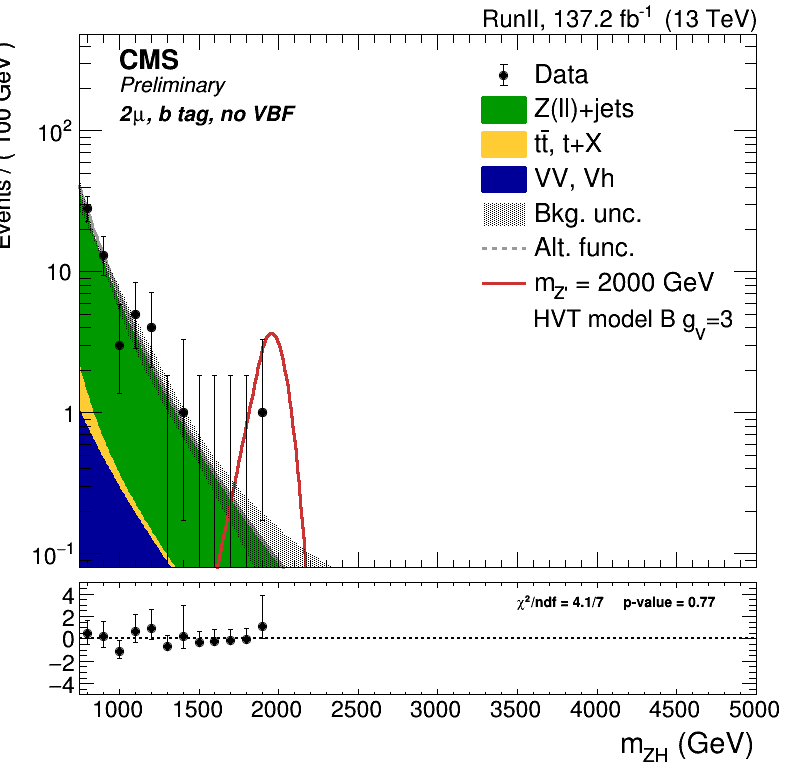 RunII, 137.2 fb⁻¹ (13 TeV)
CMS
Preliminary
2μ, b tag, no VBF
Data
Z(ll)+jets
tt̄, t+X
VV, Vh
Bkg. unc.
Alt. func.
m_Z' = 2000 GeV
HVT model B g_V=3
Events / ( 100 GeV )
10²
10
1
10⁻¹
χ²/ndf = 4.1/7 p-value = 0.77
4
2
0
−2
−4
1000 1500 2000 2500 3000 3500 4000 4500 5000
m_ZH (GeV)